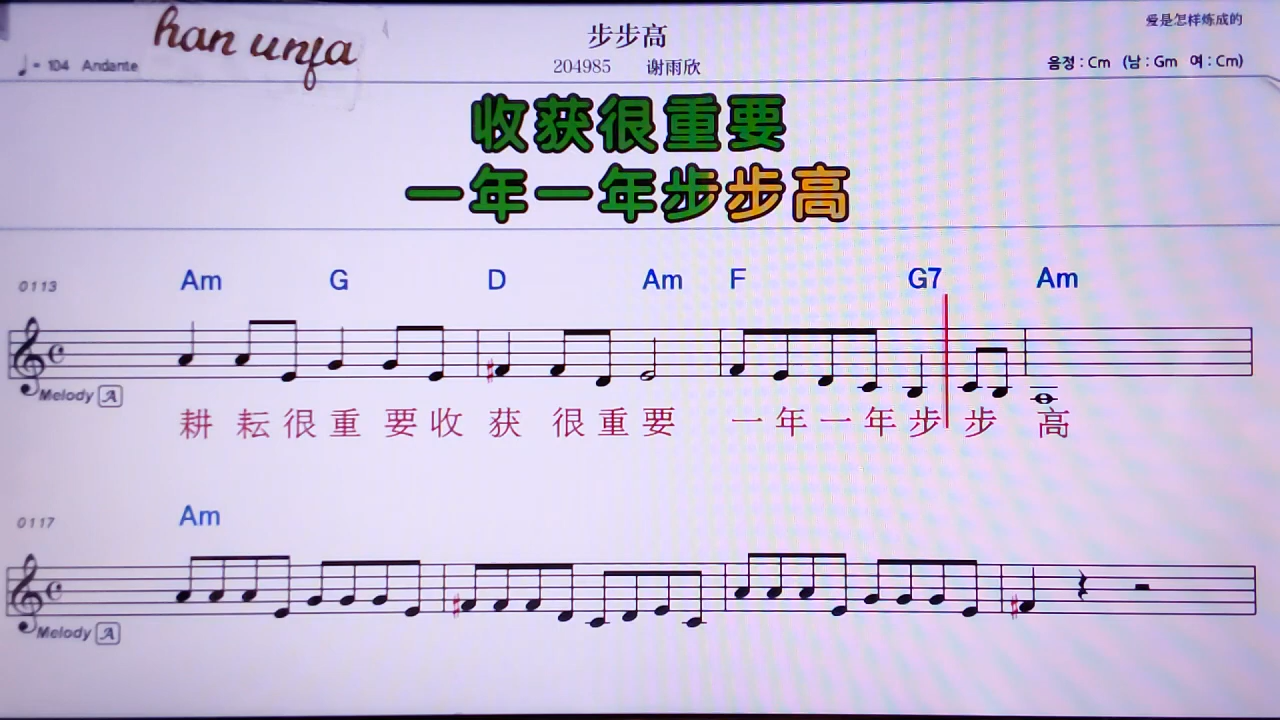 han unfa
步步高
爱是怎样炼成的
♩= 104 Andante
204985 谢雨欣
음정 : Cm (남 : Gm 여 : Cm)
收获很重要
一年一年步步高
0113 Am G D Am F G7 Am
Melody A
耕 耘 很 重 要 收 获 很 重 要 一 年 一 年 步 步 高
0117 Am
Melody A